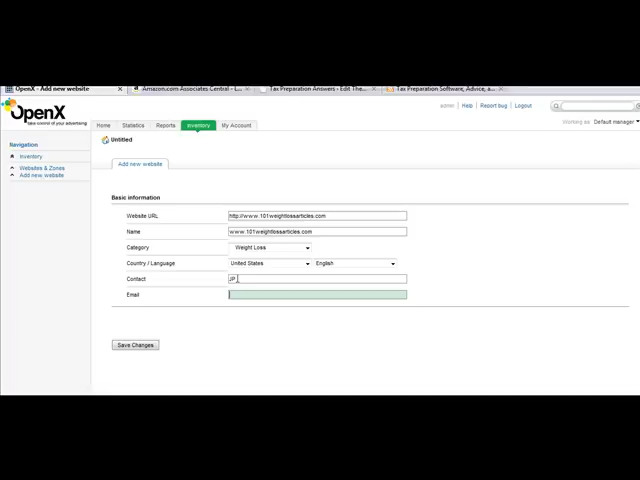 OpenX - Add new website
Amazon.com Associates Central - L...
Tax Preparation Answers - Edit The...
Tax Preparation Software, Advice, a...
OpenX
take control of your advertising
admin Help Report bug Logout
Home Statistics Reports Inventory My Account
Working as: Default manager
Navigation
Inventory
Websites & Zones
Add new website
Untitled
Add new website
Basic information
Website URL http://www.101weightlossarticles.com
Name www.101weightlossarticles.com
Category Weight Loss
Country / Language United States English
Contact JP
Email
Save Changes